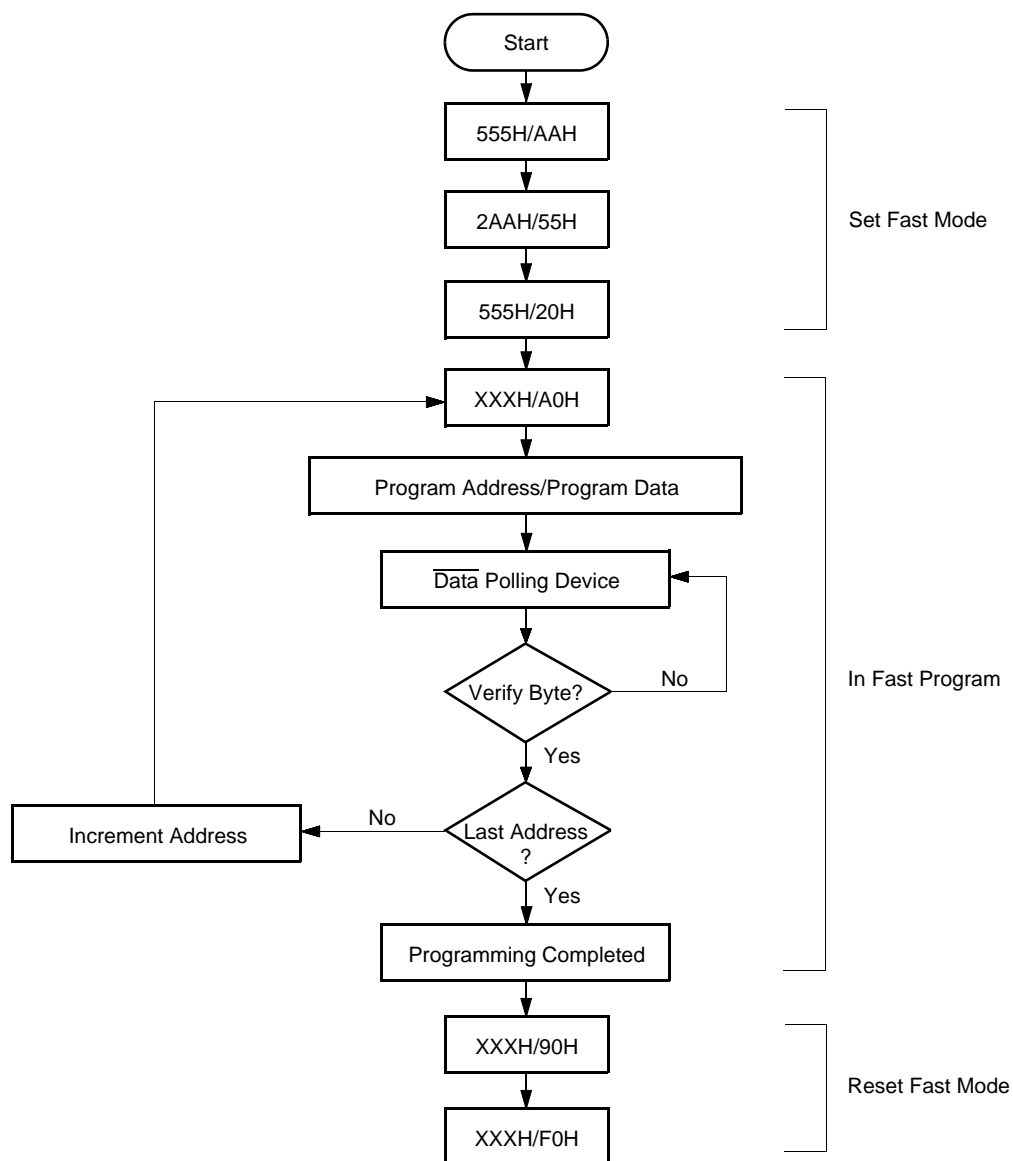 Start
555H/AAH
2AAH/55H
Set Fast Mode
555H/20H
XXXH/A0H
Program Address/Program Data
Data Polling Device
Verify Byte?
No
In Fast Program
Yes
Increment Address
No
Last Address
?
Yes
Programming Completed
XXXH/90H
Reset Fast Mode
XXXH/F0H